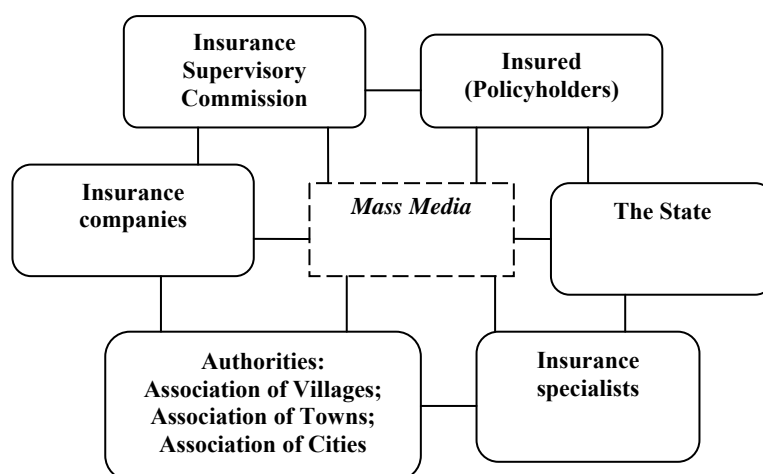 Insurance
Supervisory
Commission
Insured
(Policyholders)
Insurance
companies
Mass Media
The State
Authorities:
Association of Villages;
Association of Towns;
Association of Cities
Insurance
specialists